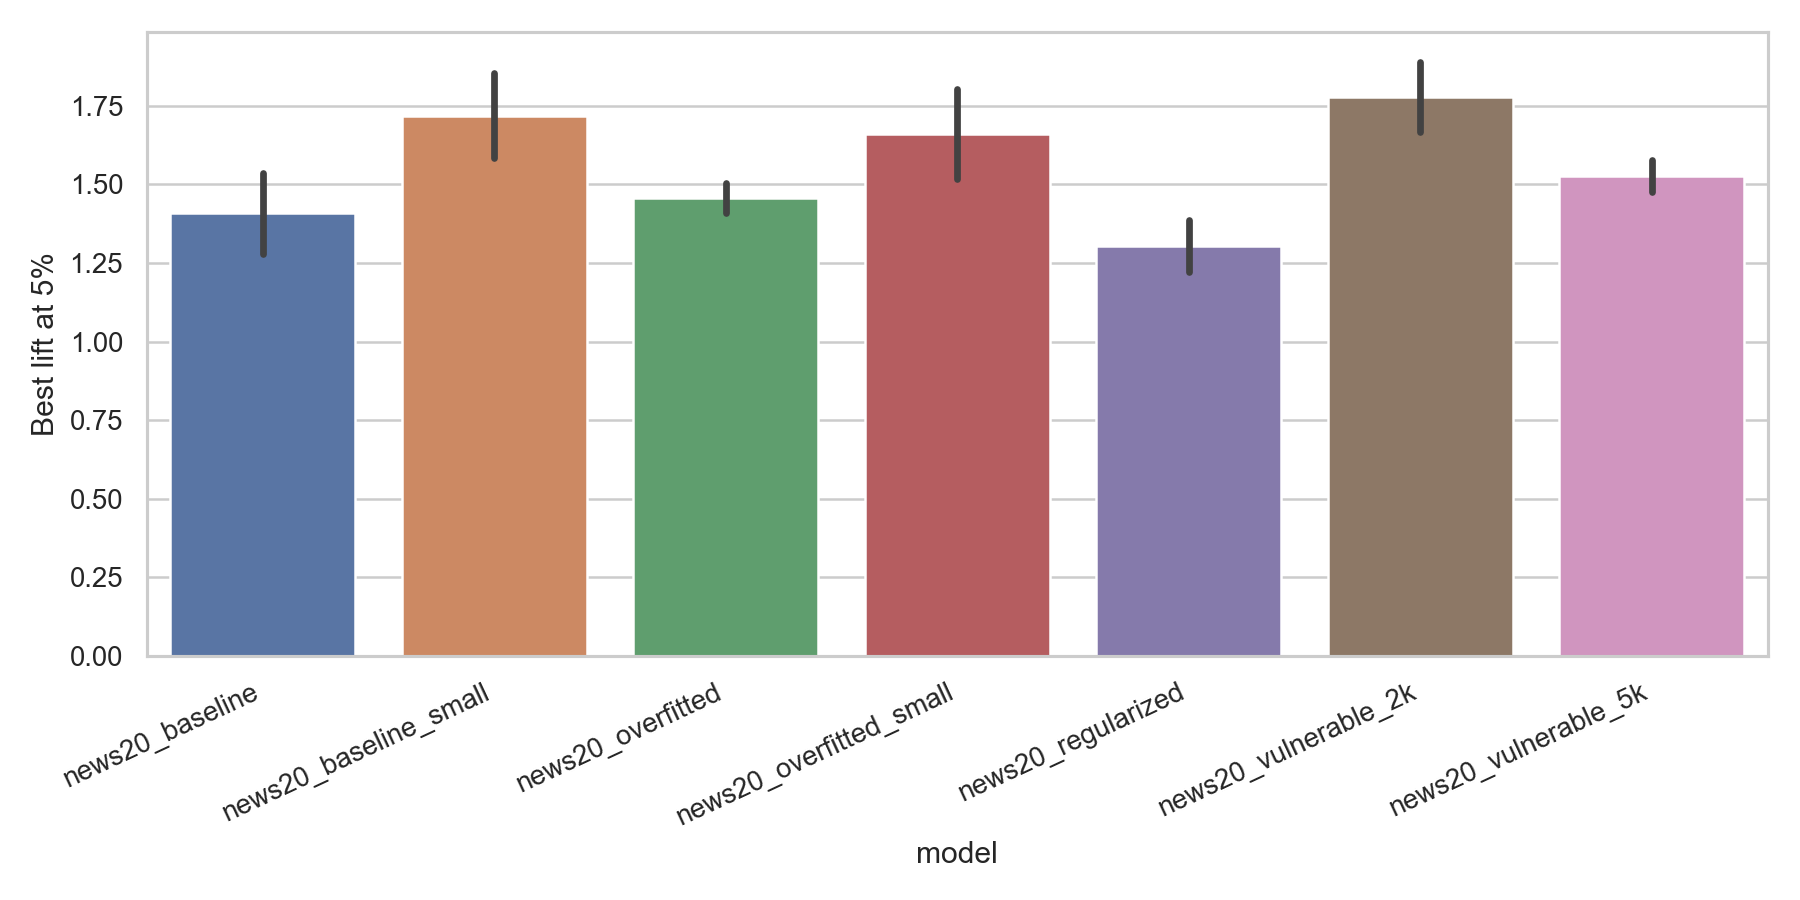 Best lift at 5%
1.75
1.50
1.25
1.00
0.75
0.50
0.25
0.00
news20_baseline
news20_baseline_small
news20_overfitted
news20_overfitted_small
news20_regularized
news20_vulnerable_2k
news20_vulnerable_5k
model